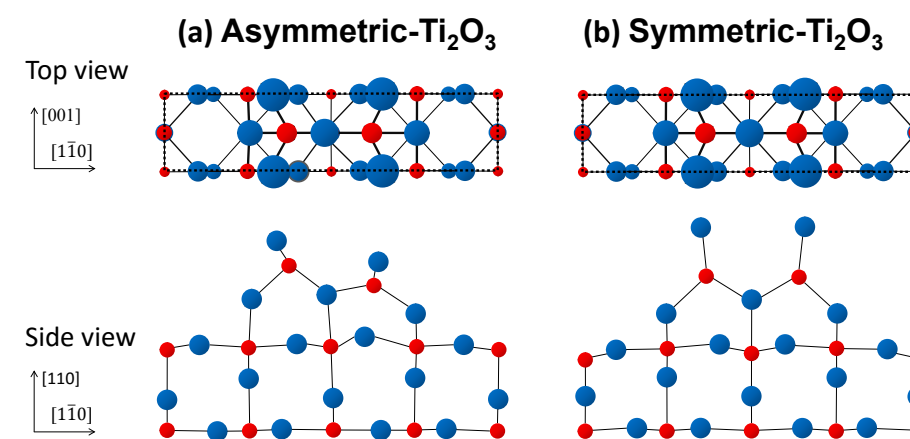 (a) Asymmetric-Ti₂O₃ (b) Symmetric-Ti₂O₃
Top view
[001]
[11̅0]
Side view
[110]
[11̅0]